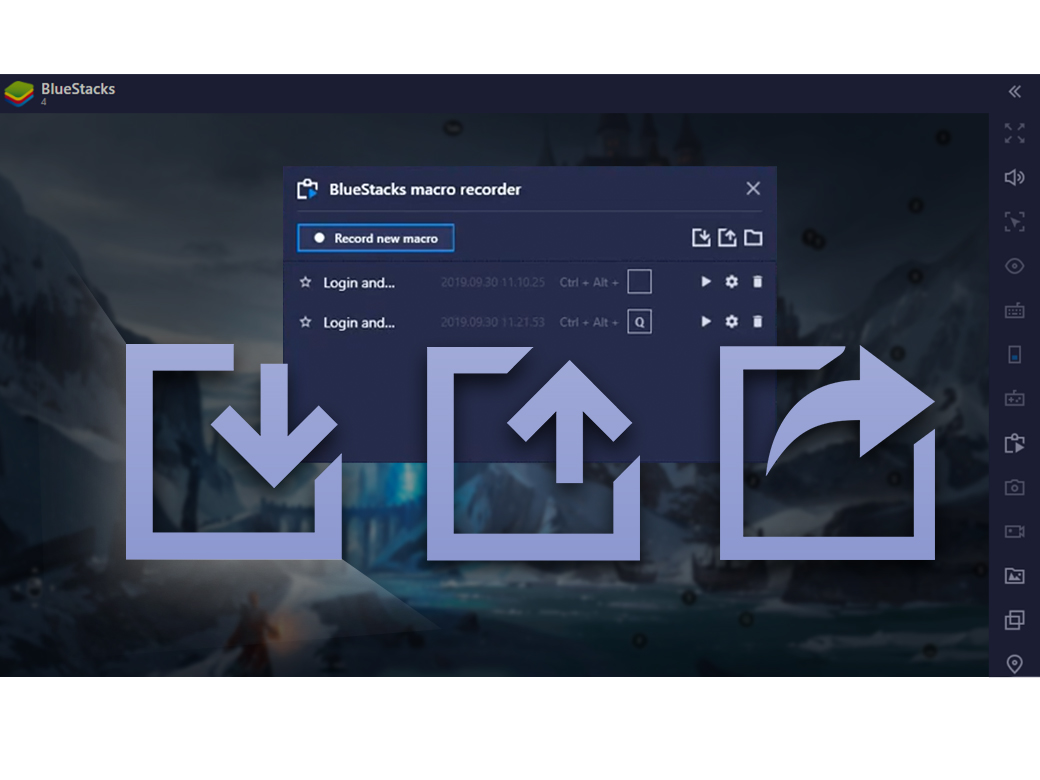 BlueStacks
4
BlueStacks macro recorder
Record new macro
Login and... 2019.09.30 11.10.25 Ctrl + Alt +
Login and... 2019.09.30 11.21.53 Ctrl + Alt + Q